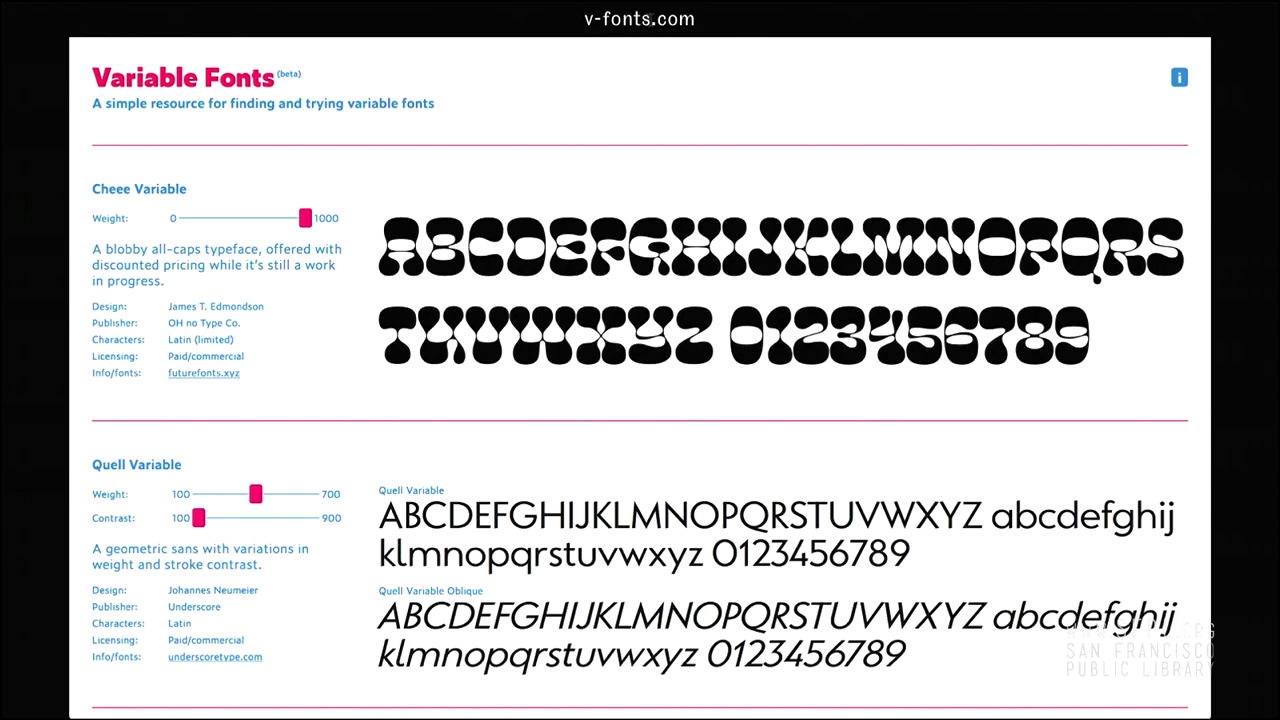 v-fonts.com
Variable Fonts (beta)
i
A simple resource for finding and trying variable fonts
Cheee Variable
Weight: 0 1000
A blobby all-caps typeface, offered with
discounted pricing while it's still a work
in progress.
Design: James T. Edmondson
Publisher: OH no Type Co.
Characters: Latin (limited)
Licensing: Paid/commercial
Info/fonts: futurefonts.xyz
ABCDEFGHIJKLMNOPQRS
TUVWXYZ 0123456789
Quell Variable
Weight: 100 700
Contrast: 100 900
A geometric sans with variations in
weight and stroke contrast.
Design: Johannes Neumeier
Publisher: Underscore
Characters: Latin
Licensing: Paid/commercial
Info/fonts: underscoretype.com
Quell Variable
ABCDEFGHIJKLMNOPQRSTUVWXYZ abcdefghij
klmnopqrstuvwxyz 0123456789
Quell Variable Oblique
ABCDEFGHIJKLMNOPQRSTUVWXYZ abcdefghij
klmnopqrstuvwxyz 0123456789
WWW.SFPL.ORG
SAN FRANCISCO
PUBLIC LIBRARY